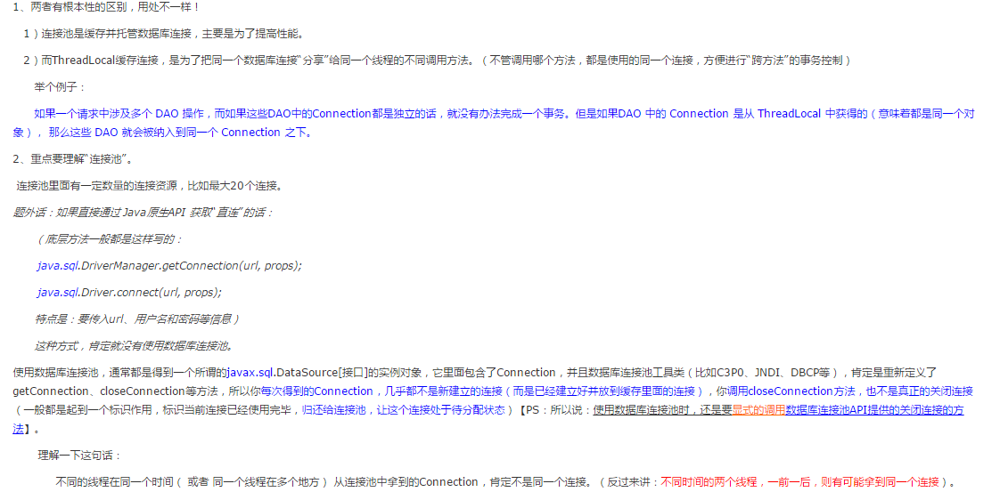 1、两者有根本性的区别，用处不一样！
1）连接池是缓存并托管数据库连接，主要是为了提高性能。
2）而ThreadLocal缓存连接，是为了把同一个数据库连接“分享”给同一个线程的不同调用方法。（不管调用哪个方法，都是使用的同一个连接，方便进行“跨方法”的事务控制）
举个例子：
如果一个请求中涉及多个 DAO 操作，而如果这些DAO中的Connection都是独立的话，就没有办法完成一个事务。但是如果DAO 中的 Connection 是从 ThreadLocal 中获得的（意味着都是同一个对
象）， 那么这些 DAO 就会被纳入到同一个 Connection 之下。
2、重点要理解“连接池”。
连接池里面有一定数量的连接资源，比如最大20个连接。
题外话：如果直接通过 Java原生API 获取“直连”的话：
（底层方法一般都是这样写的：
java.sql.DriverManager.getConnection(url, props);
java.sql.Driver.connect(url, props);
特点是：要传入url、用户名和密码等信息）
这种方式，肯定就没有使用数据库连接池。
使用数据库连接池，通常都是得到一个所谓的javax.sql.DataSource[接口]的实例对象，它里面包含了Connection，并且数据库连接池工具类（比如C3P0、JNDI、DBCP等），肯定是重新定义了
getConnection、closeConnection等方法，所以你每次得到的Connection，几乎都不是新建立的连接（而是已经建立好并放到缓存里面的连接），你调用closeConnection方法，也不是真正的关闭连接
（一般都是起到一个标识作用，标识当前连接已经使用完毕，归还给连接池，让这个连接处于待分配状态）【PS：所以说：使用数据库连接池时，还是要显式的调用数据库连接池API提供的关闭连接的方
法】。
理解一下这句话：
不同的线程在同一个时间（ 或者 同一个线程在多个地方） 从连接池中拿到的Connection，肯定不是同一个连接。（反过来讲：不同时间的两个线程，一前一后，则有可能拿到同一个连接）。